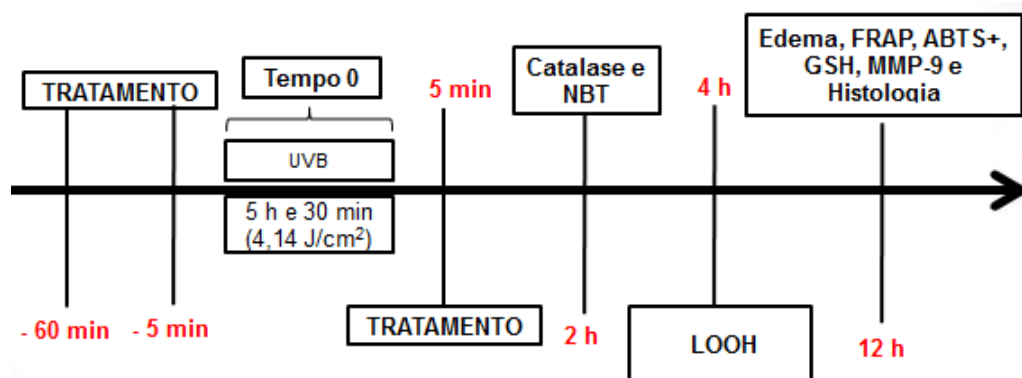 TRATAMENTO
Tempo 0
5 min
Catalase e
NBT
4 h
Edema, FRAP, ABTS+,
GSH, MMP-9 e
Histologia
UVB
5 h e 30 min
(4,14 J/cm²)
- 60 min
- 5 min
TRATAMENTO
2 h
LOOH
12 h